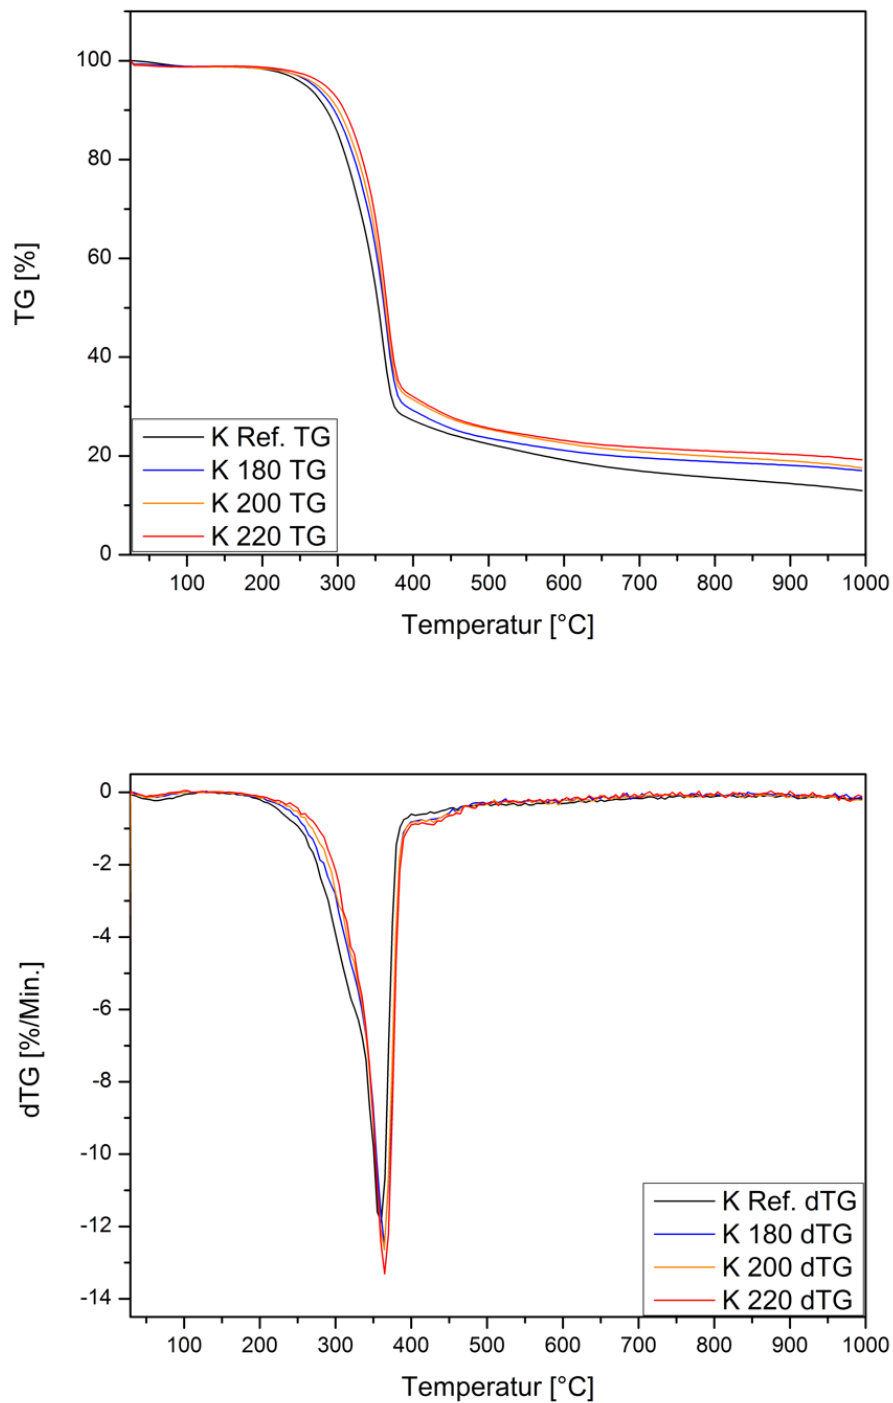 100
80
60
40
20
0
TG [%]
K Ref. TG
K 180 TG
K 200 TG
K 220 TG
100 200 300 400 500 600 700 800 900 1000
Temperatur [°C]
0
-2
-4
-6
-8
-10
-12
-14
dTG [%/Min.]
K Ref. dTG
K 180 dTG
K 200 dTG
K 220 dTG
100 200 300 400 500 600 700 800 900 1000
Temperatur [°C]